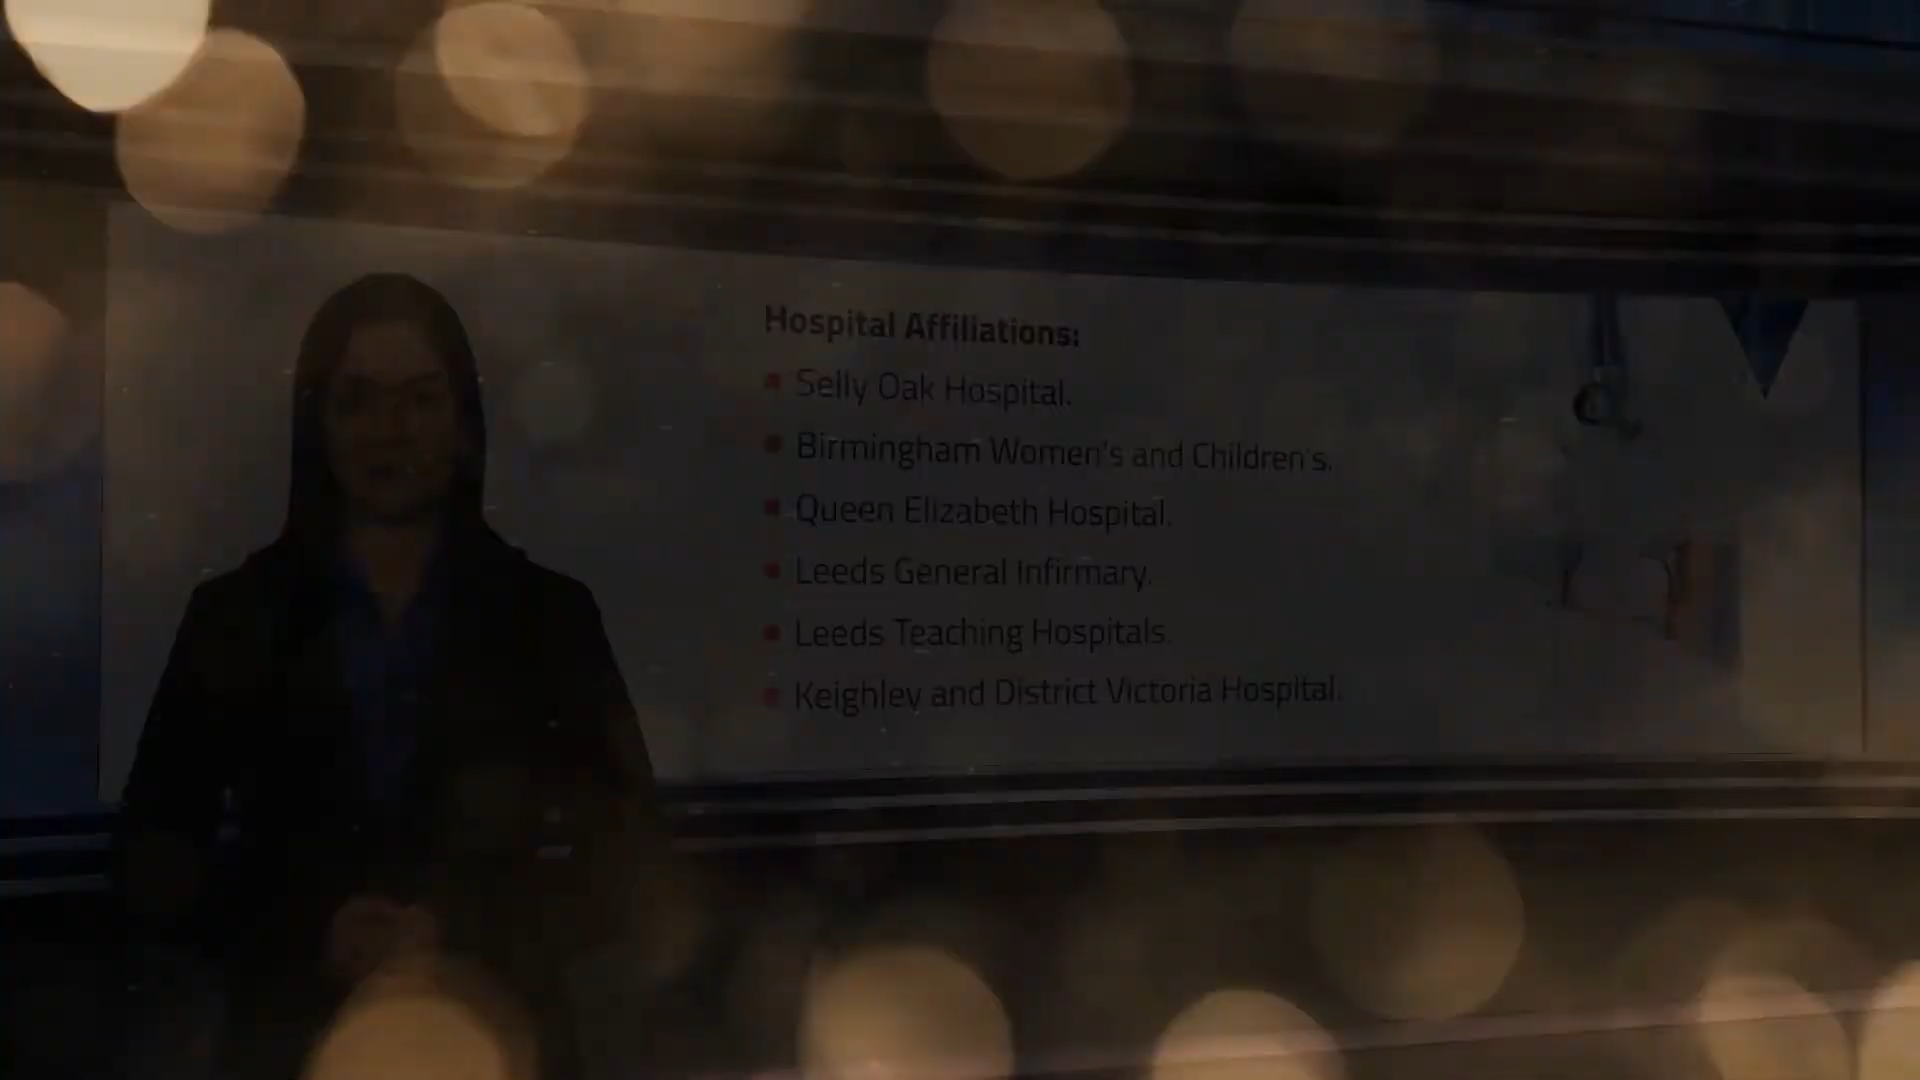 Hospital Affiliations:
Selly Oak Hospital.
Birmingham Women's and Children's.
Queen Elizabeth Hospital.
Leeds General Infirmary.
Leeds Teaching Hospitals.
Keighley and District Victoria Hospital.